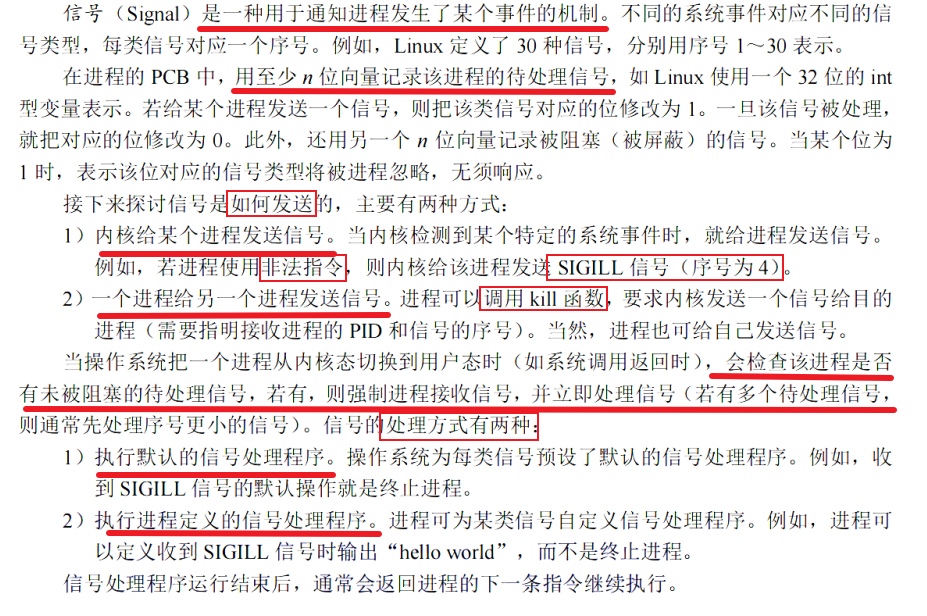 信号（Signal）是一种用于通知进程发生了某个事件的机制。不同的系统事件对应不同的信
号类型，每类信号对应一个序号。例如，Linux 定义了 30 种信号，分别用序号 1～30 表示。
在进程的 PCB 中，用至少 n 位向量记录该进程的待处理信号，如 Linux 使用一个 32 位的 int
型变量表示。若给某个进程发送一个信号，则把该类信号对应的位修改为 1。一旦该信号被处理，
就把对应的位修改为 0。此外，还用另一个 n 位向量记录被阻塞（被屏蔽）的信号。当某个位为
1 时，表示该位对应的信号类型将被进程忽略，无须响应。
接下来探讨信号是如何发送的，主要有两种方式：
1）内核给某个进程发送信号。当内核检测到某个特定的系统事件时，就给进程发送信号。
例如，若进程使用非法指令，则内核给该进程发送 SIGILL 信号（序号为 4）。
2）一个进程给另一个进程发送信号。进程可以调用 kill 函数，要求内核发送一个信号给目的
进程（需要指明接收进程的 PID 和信号的序号）。当然，进程也可给自己发送信号。
当操作系统把一个进程从内核态切换到用户态时（如系统调用返回时），会检查该进程是否
有未被阻塞的待处理信号，若有，则强制进程接收信号，并立即处理信号（若有多个待处理信号，
则通常先处理序号更小的信号）。信号的处理方式有两种：
1）执行默认的信号处理程序。操作系统为每类信号预设了默认的信号处理程序。例如，收
到 SIGILL 信号的默认操作就是终止进程。
2）执行进程定义的信号处理程序。进程可为某类信号自定义信号处理程序。例如，进程可
以定义收到 SIGILL 信号时输出“hello world”，而不是终止进程。
信号处理程序运行结束后，通常会返回进程的下一条指令继续执行。